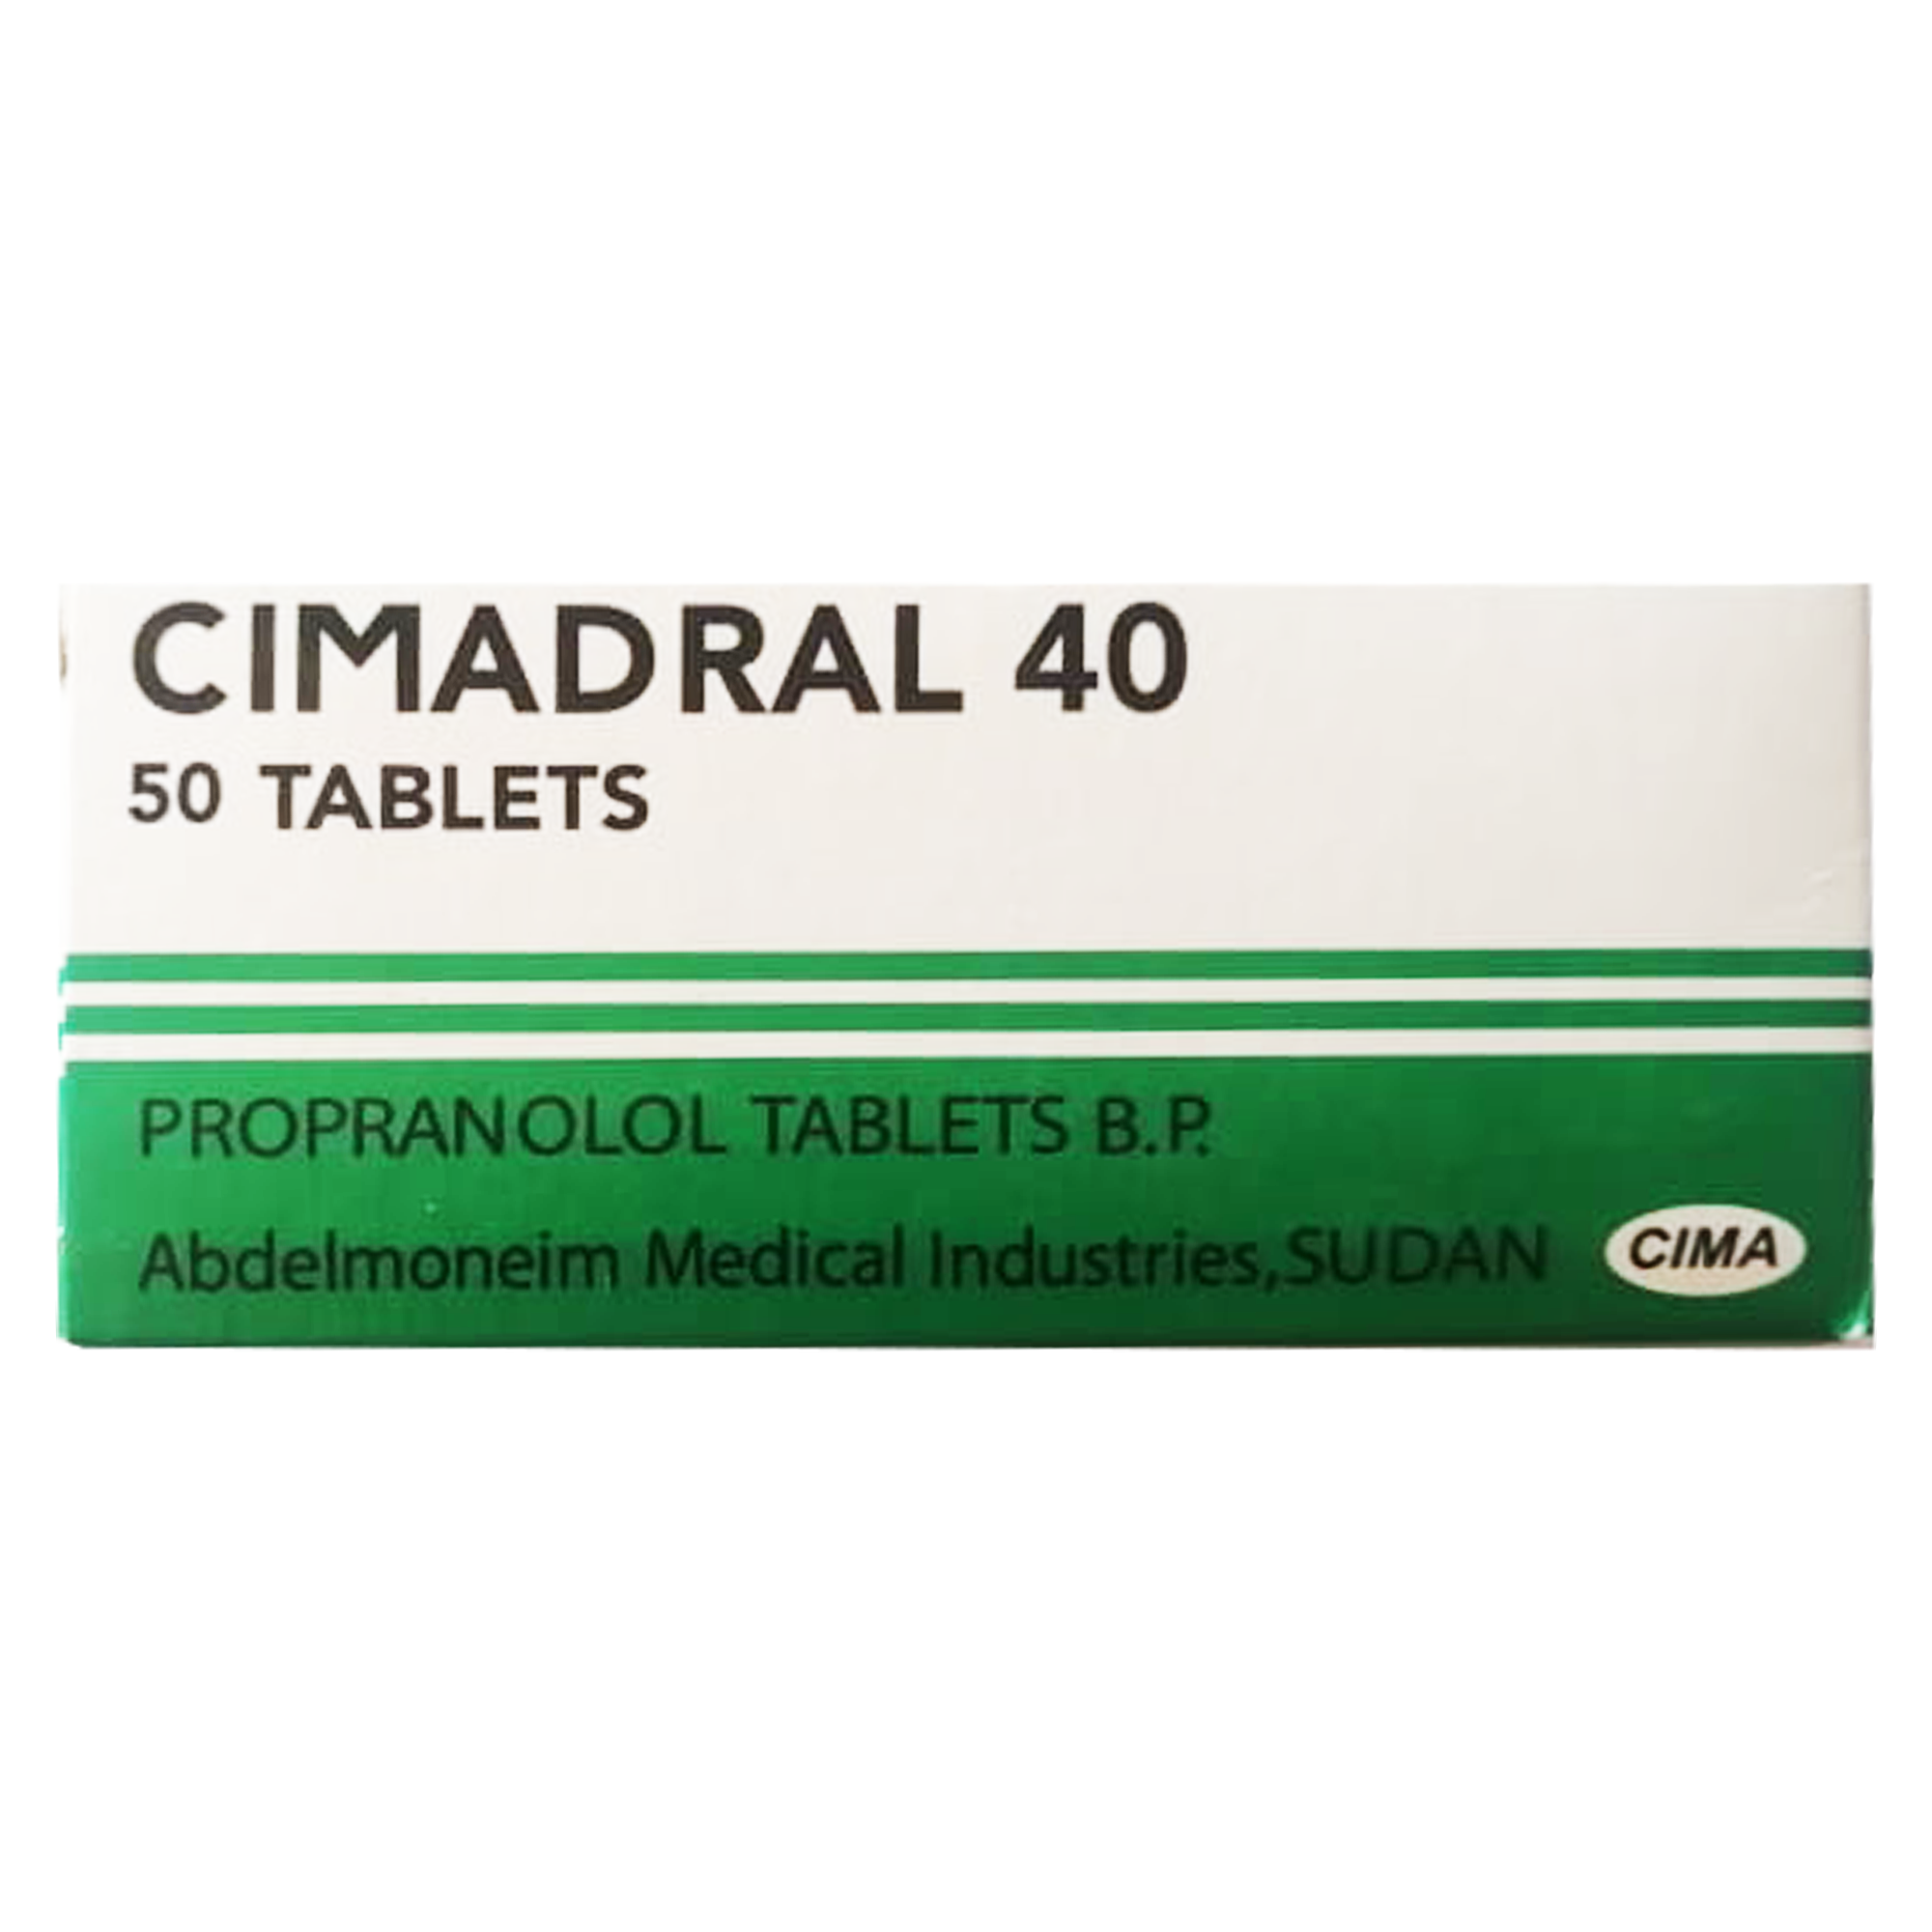 CIMADRAL 40
50 TABLETS
PROPRANOLOL TABLETS B.P.
Abdelmoneim Medical Industries,SUDAN
CIMA